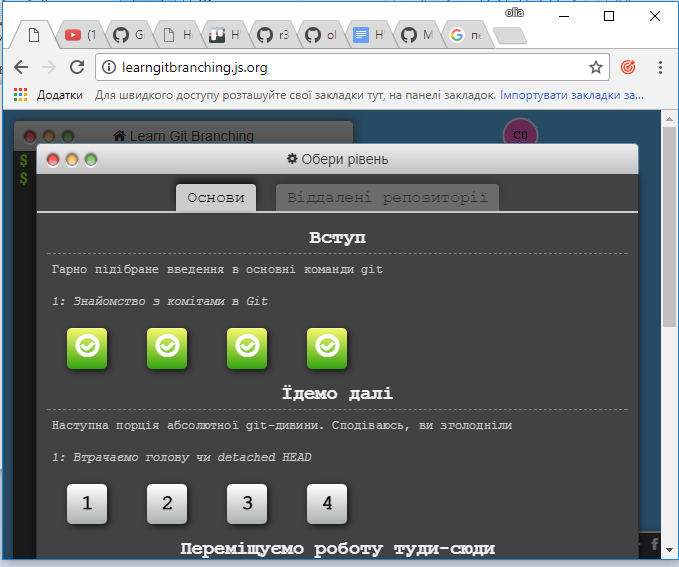 olia
(1
G
H
H
r3
ol
H
M
пе
learngitbranching.js.org
Додатки
Для швидкого доступу розташуйте свої закладки тут, на панелі закладок. Імпортувати закладки за...
Learn Git Branching
C0
$
$
Обери рівень
Основи
Віддалені репозиторії
Вступ
Гарно підібране введення в основні команди git
1: Знайомство з комітами в Git
Їдемо далі
Наступна порція абсолютної git-дивини. Сподіваюсь, ви зголодніли
1: Втрачаємо голову чи detached HEAD
1 2 3 4
Переміщуємо роботу туди-сюди